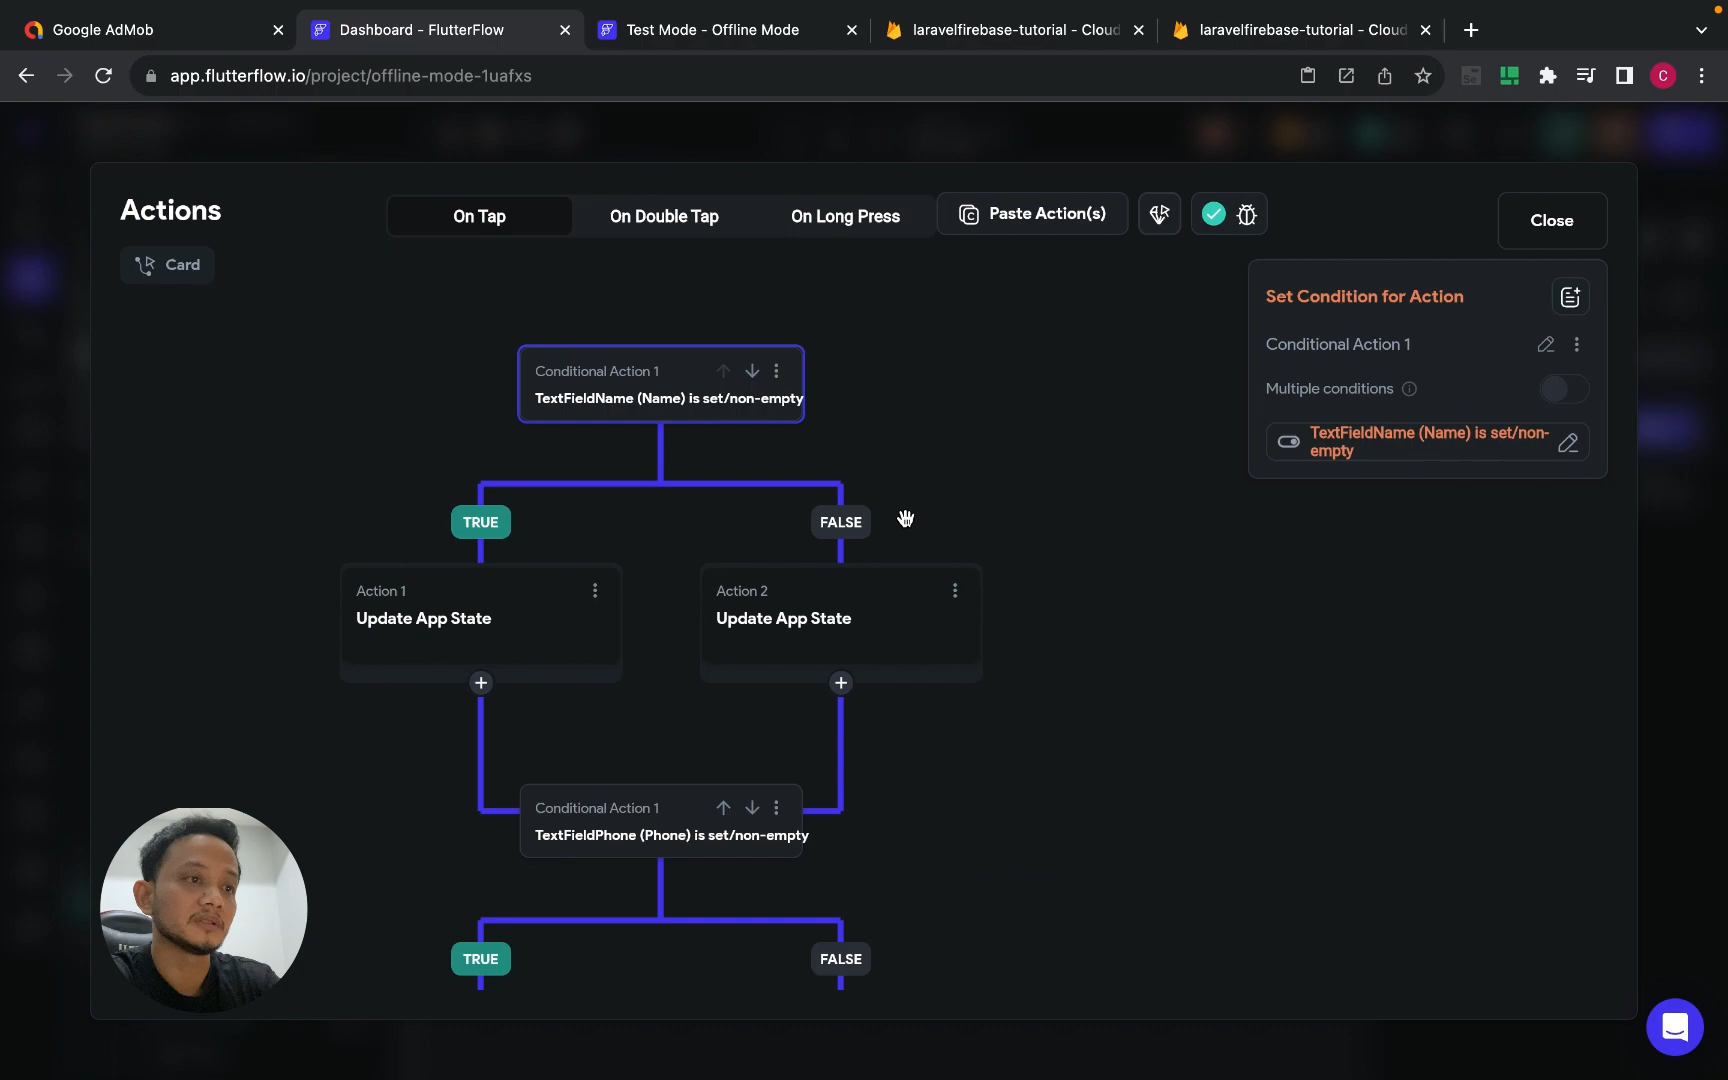 Google AdMob
Dashboard - FlutterFlow
Test Mode - Offline Mode
laravelfirebase-tutorial - Cloud
laravelfirebase-tutorial - Cloud
app.flutterflow.io/project/offline-mode-1uafxs
C
Actions
On Tap
On Double Tap
On Long Press
Paste Action(s)
Close
Card
Set Condition for Action
Conditional Action 1
Multiple conditions
TextFieldName (Name) is set/non-
empty
Conditional Action 1
TextFieldName (Name) is set/non-empty
TRUE
FALSE
Action 1
Update App State
Action 2
Update App State
Conditional Action 1
TextFieldPhone (Phone) is set/non-empty
TRUE
FALSE